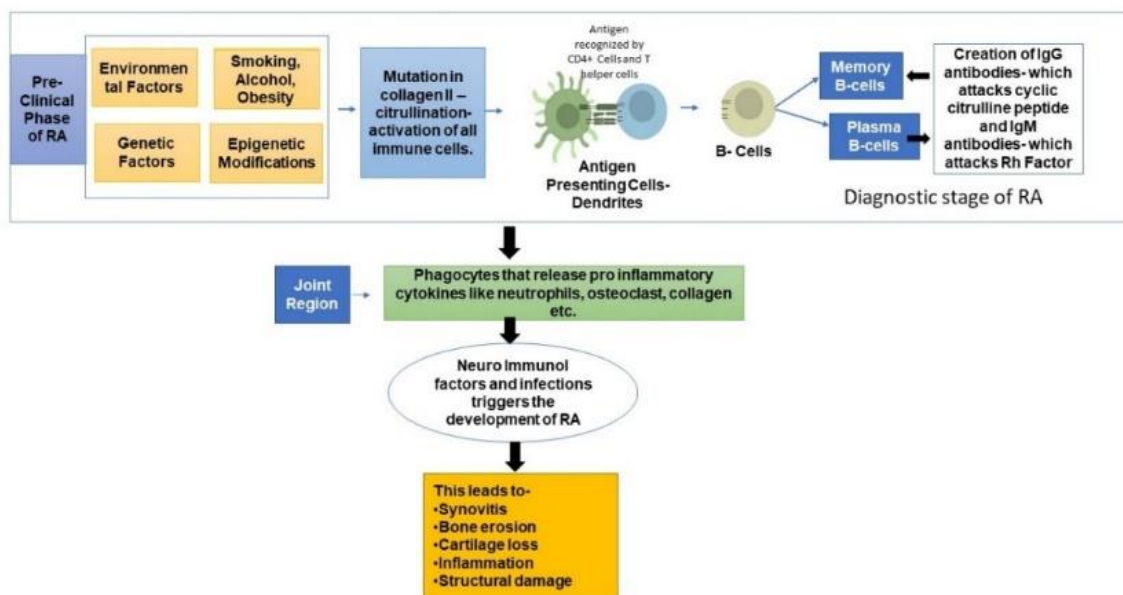 Pre-
Clinical
Phase
of RA
Environmen
tal Factors
Smoking,
Alcohol,
Obesity
Genetic
Factors
Epigenetic
Modifications
Mutation in
collagen II –
citrullination-
activation of all
immune cells.
Antigen
recognized by
CD4+ Cells and T
helper cells
Antigen
Presenting Cells-
Dendrites
B- Cells
Memory
B-cells
Plasma
B-cells
Creation of IgG
antibodies- which
attacks cyclic
citrulline peptide
and IgM
antibodies- which
attacks Rh Factor
Diagnostic stage of RA
Joint
Region
Phagocytes that release pro inflammatory
cytokines like neutrophils, osteoclast, collagen
etc.
Neuro Immunol
factors and infections
triggers the
development of RA
This leads to-
•Synovitis
•Bone erosion
•Cartilage loss
•Inflammation
•Structural damage